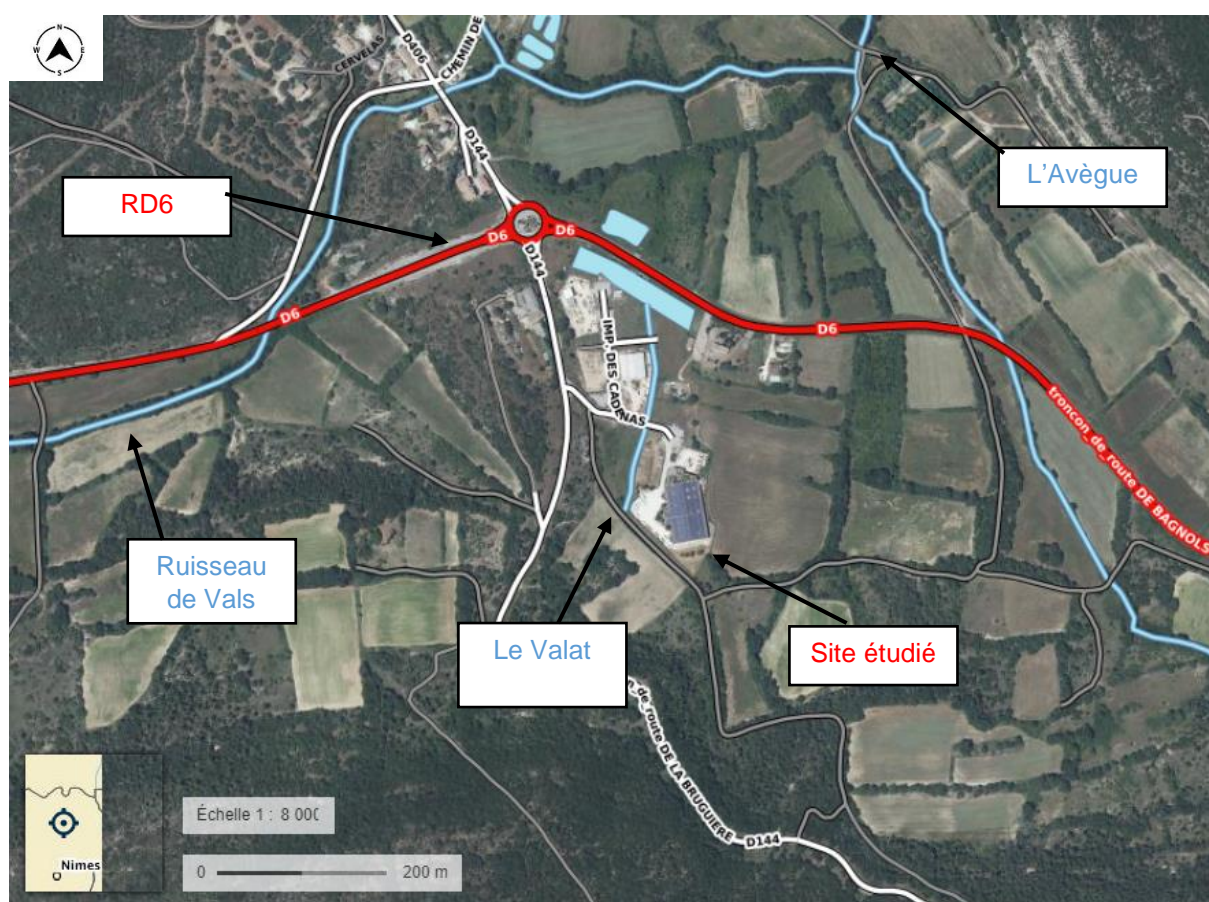 N
W E
S
CERVELAS
D406
CHEMIN DE
D144
L'Avègue
RD6
D6
D6
D144
D6
D6
IMP. DES CADENAS
troncon_de_route DE BAGNOLS
Ruisseau
de Vals
Le Valat
Site étudié
n_de_route DE LA BRUGUIERE
D144
Échelle 1 : 8 000
Nimes
0 200 m